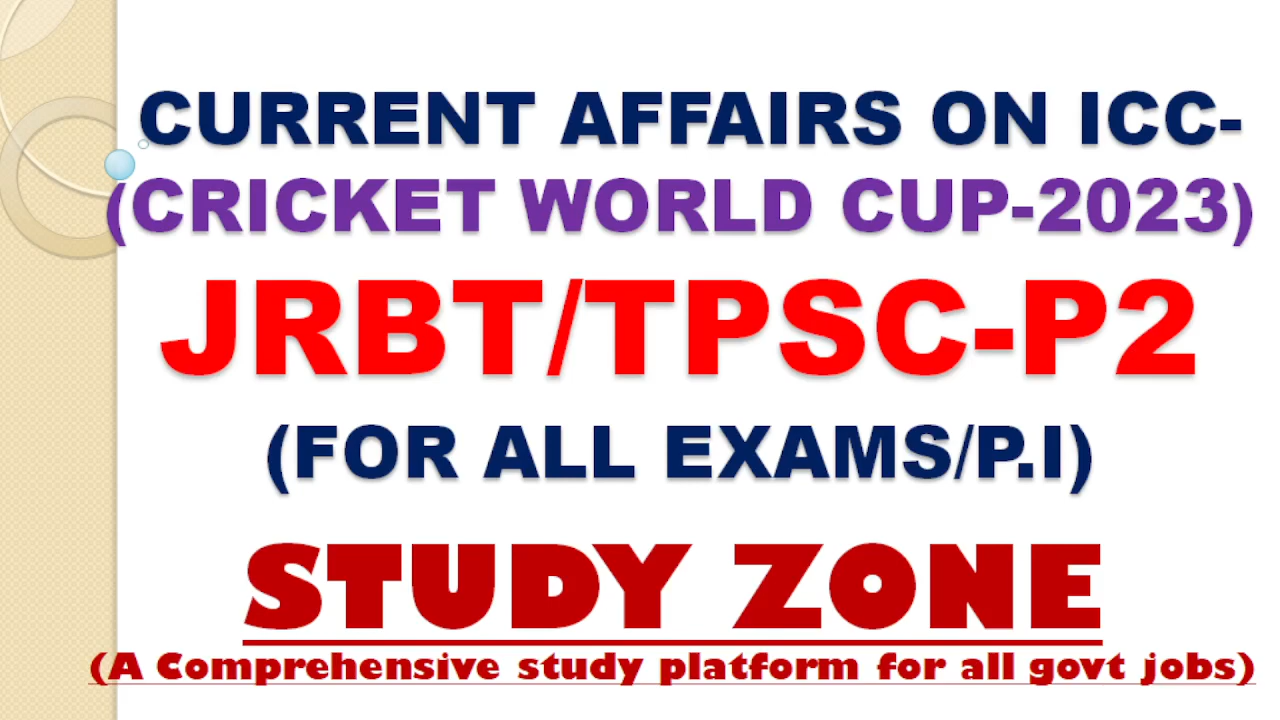 CURRENT AFFAIRS ON ICC-
(CRICKET WORLD CUP-2023)
JRBT/TPSC-P2
(FOR ALL EXAMS/P.I)
STUDY ZONE
(A Comprehensive study platform for all govt jobs)